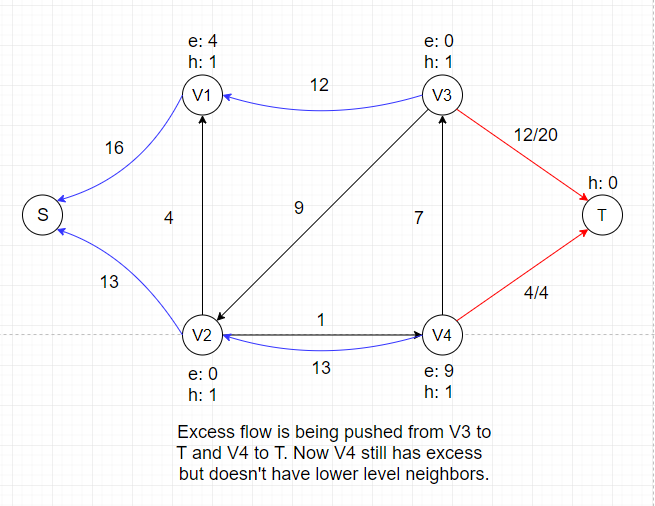 e: 4
h: 1
e: 0
h: 1
V1
12
V3
16
12/20
h: 0
S
4
9
7
T
13
4/4
V2
1
V4
13
e: 0
h: 1
e: 9
h: 1
Excess flow is being pushed from V3 to
T and V4 to T. Now V4 still has excess
but doesn't have lower level neighbors.